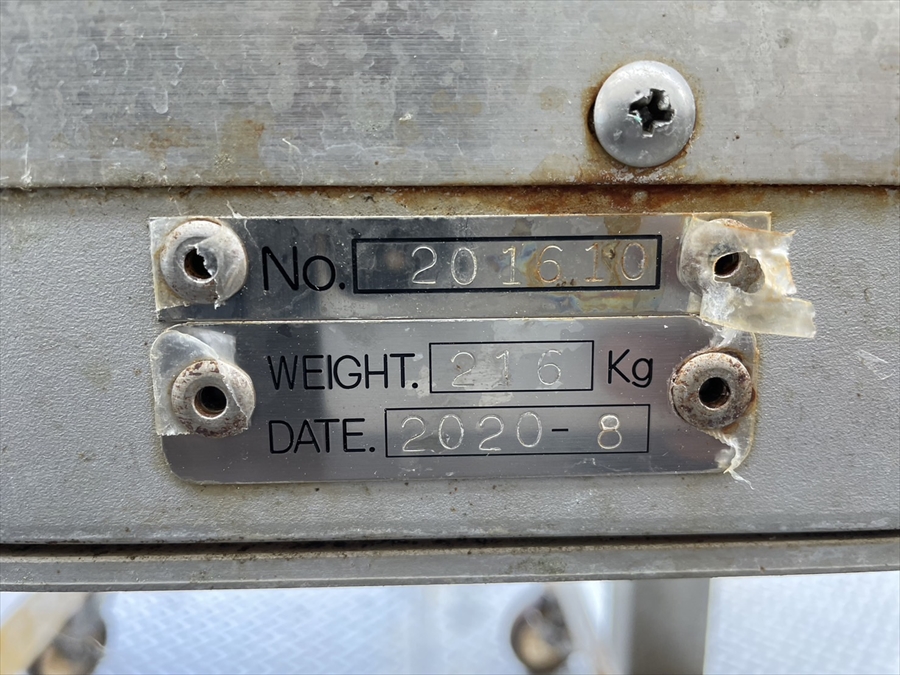 No. 201610
WEIGHT. 216 Kg
DATE. 2020-8